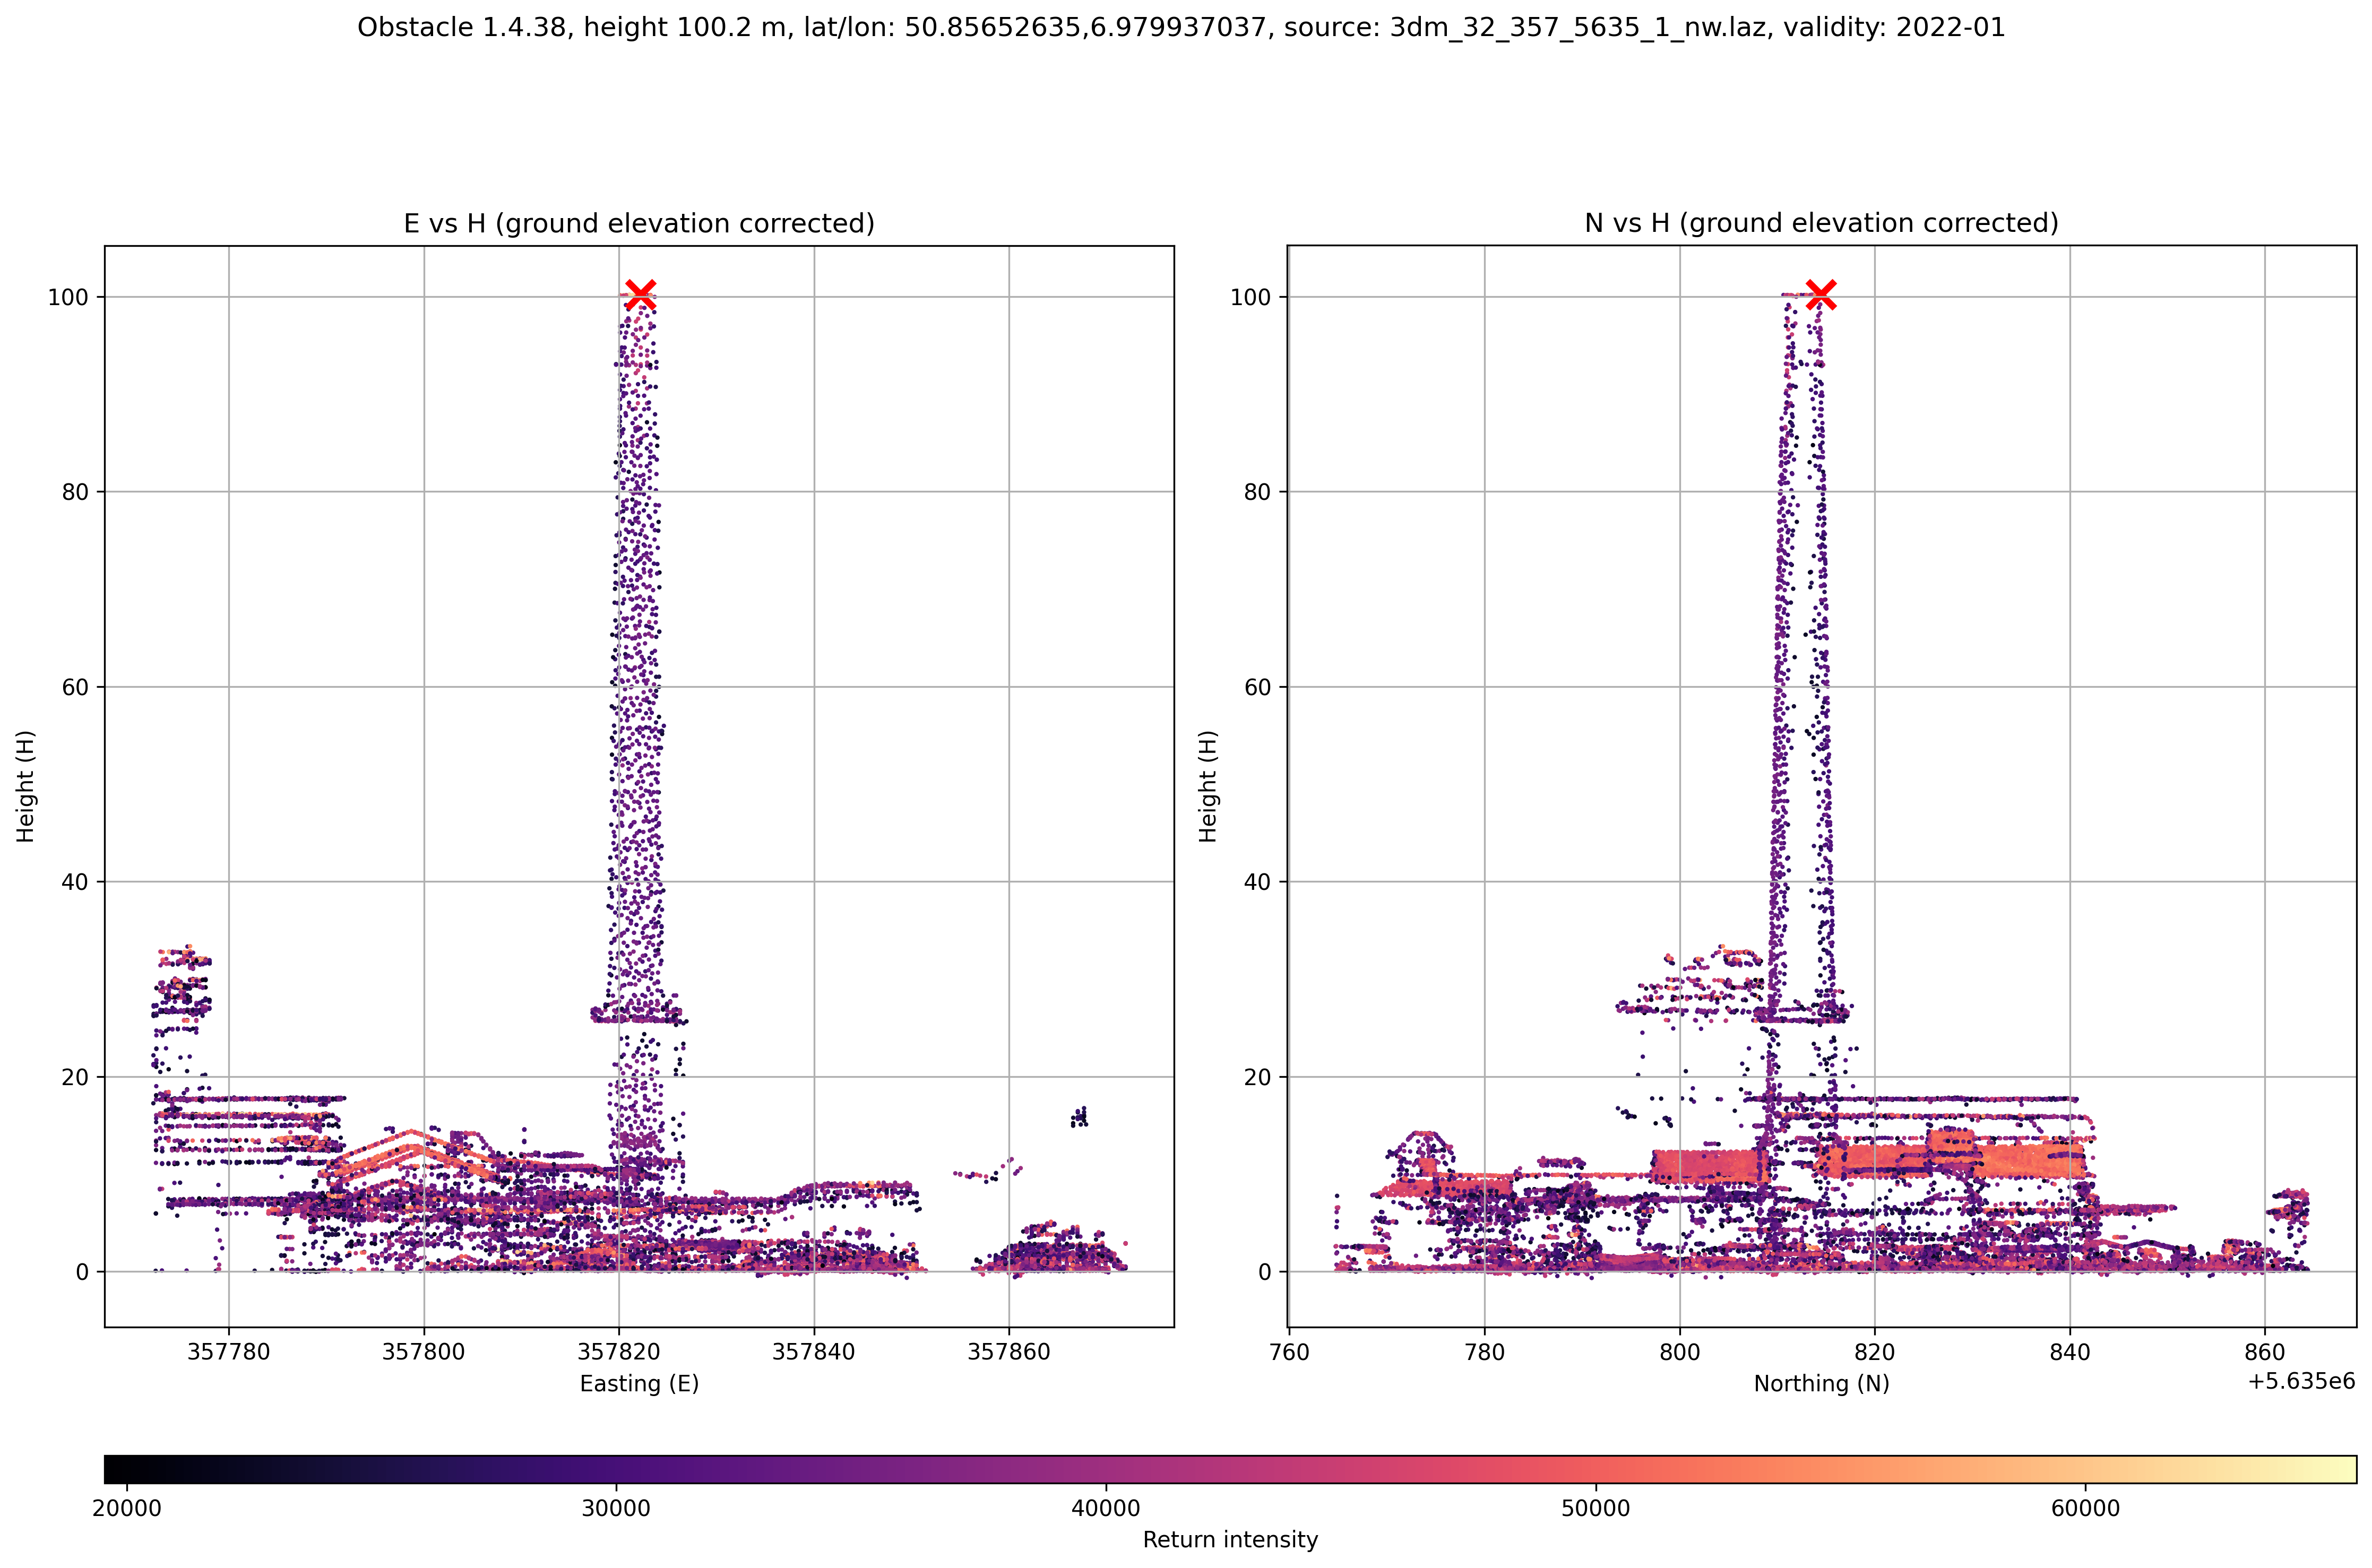 Obstacle 1.4.38, height 100.2 m, lat/lon: 50.85652635,6.979937037, source: 3dm_32_357_5635_1_nw.laz, validity: 2022-01
E vs H (ground elevation corrected)
100
80
60
40
20
0
Height (H)
357780 357800 357820 357840 357860
Easting (E)
N vs H (ground elevation corrected)
100
80
60
40
20
0
Height (H)
760 780 800 820 840 860
+5.635e6
Northing (N)
20000 30000 40000 50000 60000
Return intensity